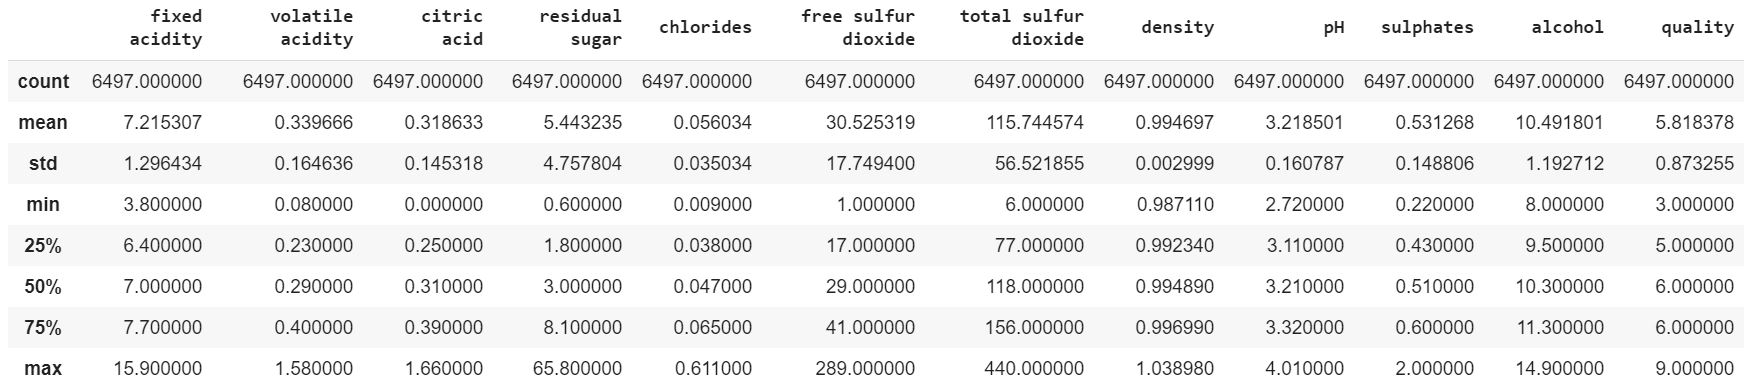 fixed acidity volatile acidity citric acid residual sugar chlorides free sulfur dioxide total sulfur dioxide density pH sulphates alcohol quality
count 6497.000000 6497.000000 6497.000000 6497.000000 6497.000000 6497.000000 6497.000000 6497.000000 6497.000000 6497.000000 6497.000000 6497.000000
mean 7.215307 0.339666 0.318633 5.443235 0.056034 30.525319 115.744574 0.994697 3.218501 0.531268 10.491801 5.818378
std 1.296434 0.164636 0.145318 4.757804 0.035034 17.749400 56.521855 0.002999 0.160787 0.148806 1.192712 0.873255
min 3.800000 0.080000 0.000000 0.600000 0.009000 1.000000 6.000000 0.987110 2.720000 0.220000 8.000000 3.000000
25% 6.400000 0.230000 0.250000 1.800000 0.038000 17.000000 77.000000 0.992340 3.110000 0.430000 9.500000 5.000000
50% 7.000000 0.290000 0.310000 3.000000 0.047000 29.000000 118.000000 0.994890 3.210000 0.510000 10.300000 6.000000
75% 7.700000 0.400000 0.390000 8.100000 0.065000 41.000000 156.000000 0.996990 3.320000 0.600000 11.300000 6.000000
max 15.900000 1.580000 1.660000 65.800000 0.611000 289.000000 440.000000 1.038980 4.010000 2.000000 14.900000 9.000000